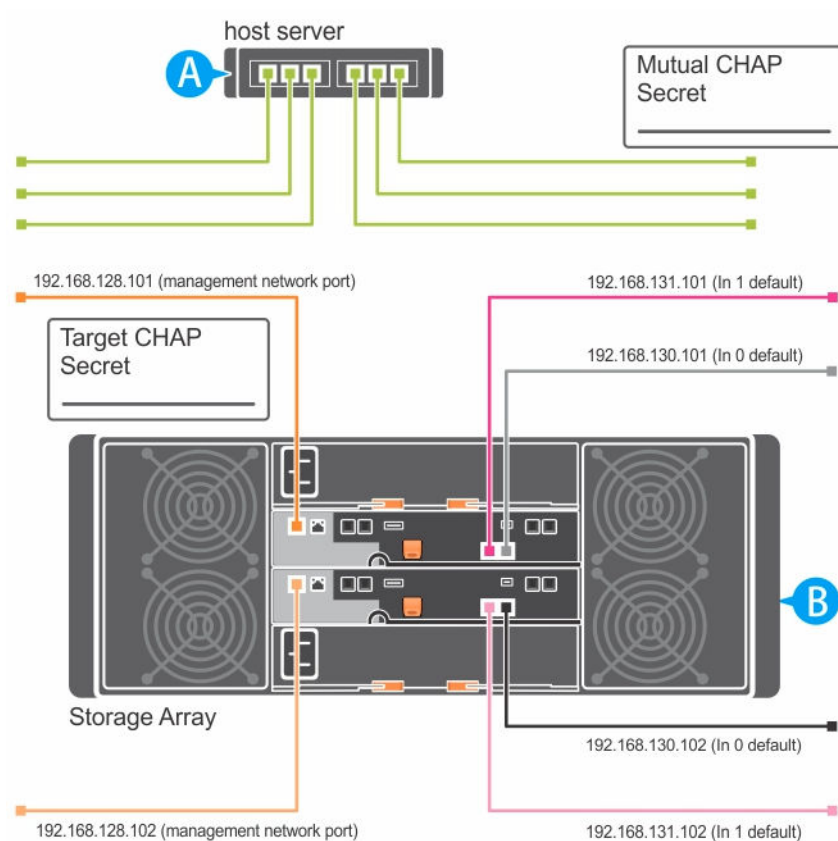 host server
A
Mutual CHAP
Secret
192.168.128.101 (management network port)
192.168.131.101 (In 1 default)
Target CHAP
Secret
192.168.130.101 (In 0 default)
B
Storage Array
192.168.130.102 (In 0 default)
192.168.128.102 (management network port)
192.168.131.102 (In 1 default)